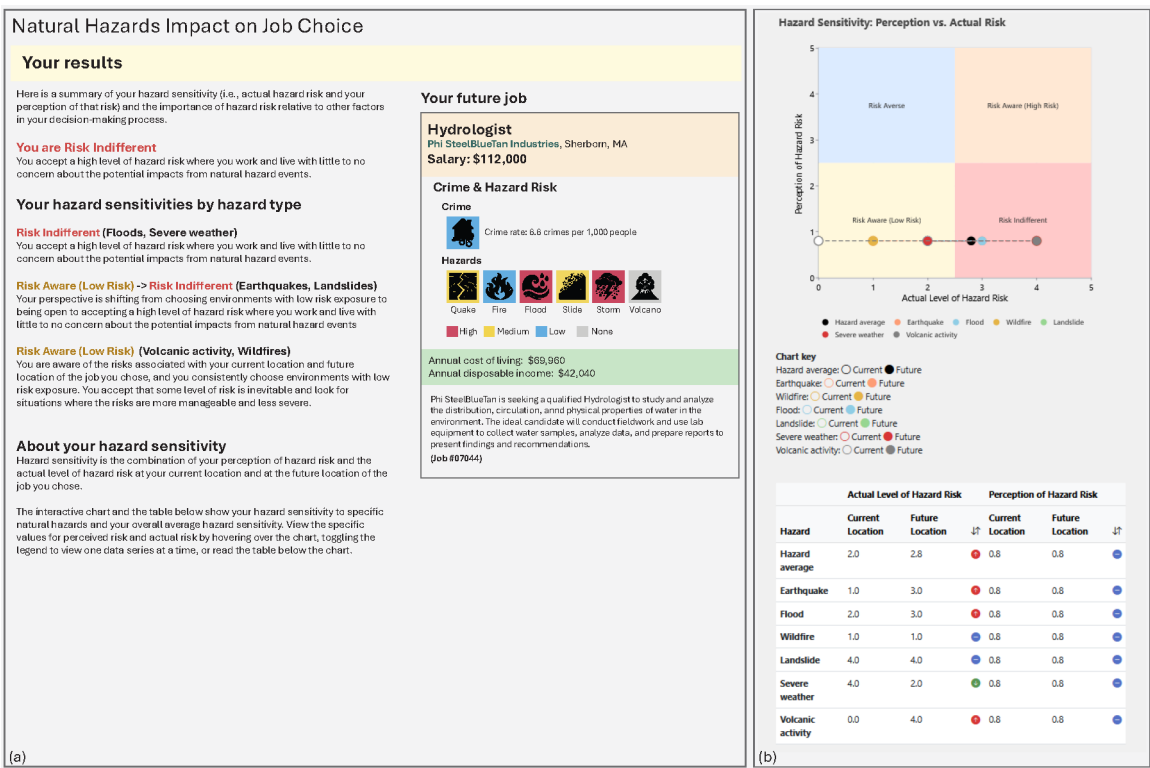 Natural Hazards Impact on Job Choice
Your results
Here is a summary of your hazard sensitivity (i.e., actual hazard risk and your
perception of that risk) and the importance of hazard risk relative to other factors
in your decision-making process.
You are Risk Indifferent
You accept a high level of hazard risk where you work and live with little to no
concern about the potential impacts from natural hazard events.
Your hazard sensitivities by hazard type
Risk Indifferent (Floods, Severe weather)
You accept a high level of hazard risk where you work and live with little to no
concern about the potential impacts from natural hazard events.
Risk Aware (Low Risk) -> Risk Indifferent (Earthquakes, Landslides)
Your perspective is shifting from choosing environments with low risk exposure to
being open to accepting a high level of hazard risk where you work and live with
little to no concern about the potential impacts from natural hazard events
Risk Aware (Low Risk) (Volcanic activity, Wildfires)
You are aware of the risks associated with your current location and future
location of the job you chose, and you consistently choose environments with low
risk exposure. You accept that some level of risk is inevitable and look for
situations where the risks are more manageable and less severe.
About your hazard sensitivity
Hazard sensitivity is the combination of your perception of hazard risk and the
actual level of hazard risk at your current location and at the future location of the
job you chose.
The interactive chart and the table below show your hazard sensitivity to specific
natural hazards and your overall average hazard sensitivity. View the specific
values for perceived risk and actual risk by hovering over the chart, toggling the
legend to view one data series at a time, or read the table below the chart.
(a)
Your future job
Hydrologist
Phi SteelBlueTan Industries, Sherborn, MA
Salary: $112,000
Crime & Hazard Risk
Crime
Crime rate: 6.6 crimes per 1,000 people
Hazards
Quake Fire Flood Slide Storm Volcano
High Medium Low None
Annual cost of living: $69,960
Annual disposable income: $42,040
Phi SteelBlueTan is seeking a qualified Hydrologist to study and analyze
the distribution, circulation, annd physical properties of water in the
environment. The ideal candidate will conduct fieldwork and use lab
equipment to collect water samples, analyze data, and prepare reports to
present findings and recommendations.
(Job #07044)
Hazard Sensitivity: Perception vs. Actual Risk
Perception of Hazard Risk
5
4
3
2
1
0
Risk Averse Risk Aware (High Risk)
Risk Aware (Low Risk) Risk Indifferent
0 1 2 3 4 5
Actual Level of Hazard Risk
Hazard average Earthquake Flood Wildfire Landslide
Severe weather Volcanic activity
Chart key
Hazard average: Current Future
Earthquake: Current Future
Wildfire: Current Future
Flood: Current Future
Landslide: Current Future
Severe weather: Current Future
Volcanic activity: Current Future
Actual Level of Hazard Risk Perception of Hazard Risk
Hazard Current Location Future Location Current Location Future Location
Hazard average 2.0 2.8 0.8 0.8
Earthquake 1.0 3.0 0.8 0.8
Flood 2.0 3.0 0.8 0.8
Wildfire 1.0 1.0 0.8 0.8
Landslide 4.0 4.0 0.8 0.8
Severe weather 4.0 2.0 0.8 0.8
Volcanic activity 0.0 4.0 0.8 0.8
(b)